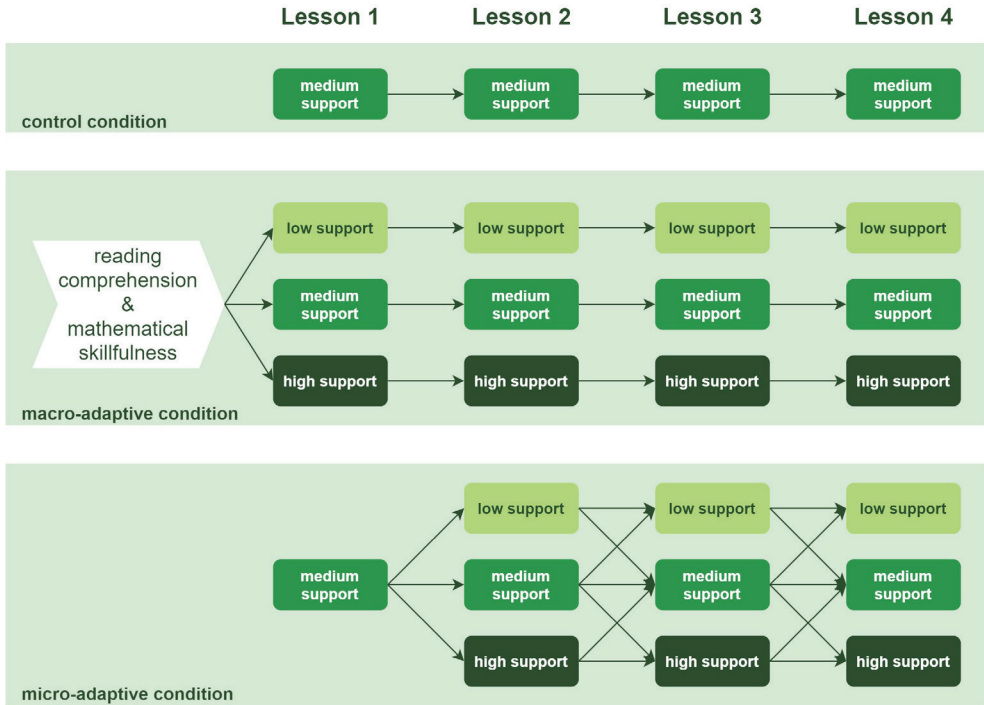 Lesson 1 Lesson 2 Lesson 3 Lesson 4
medium
support
medium
support
medium
support
medium
support
control condition
reading
comprehension
&
mathematical
skillfulness
low support
low support
low support
low support
medium
support
medium
support
medium
support
medium
support
high support
high support
high support
high support
macro-adaptive condition
medium
support
low support
low support
low support
medium
support
medium
support
medium
support
high support
high support
high support
micro-adaptive condition